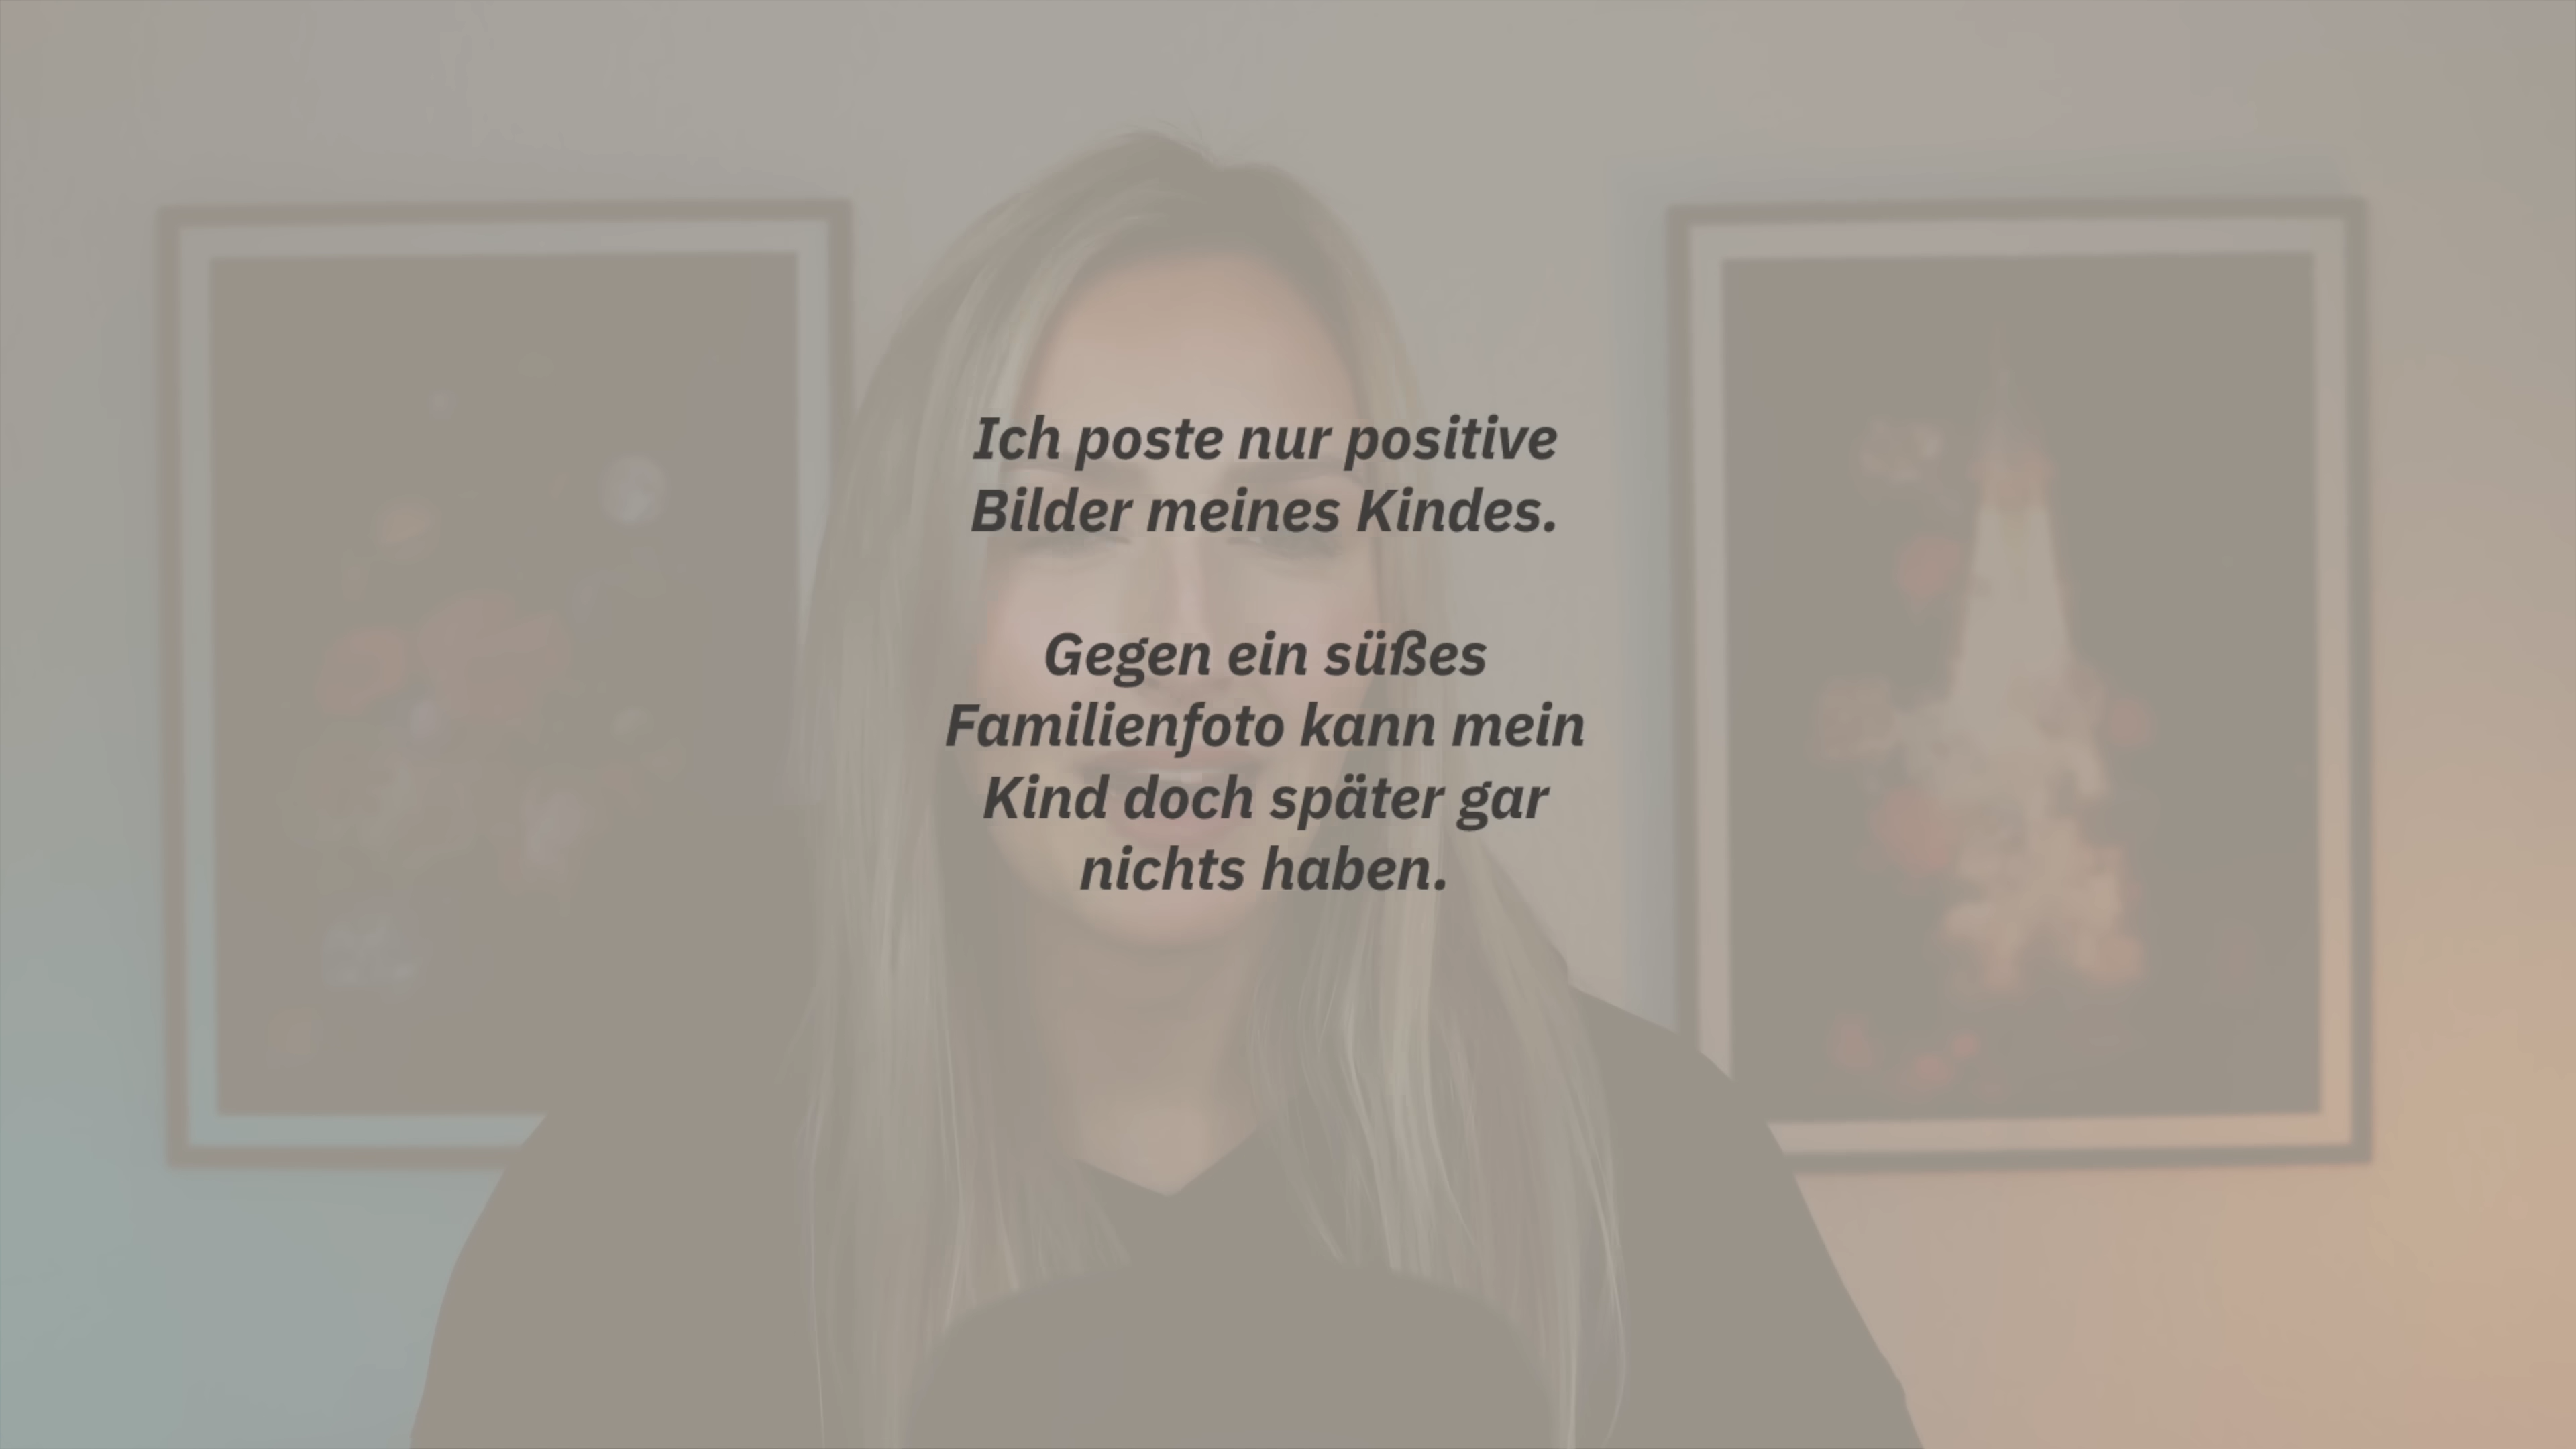 Ich poste nur positive
Bilder meines Kindes.
Gegen ein süßes
Familienfoto kann mein
Kind doch später gar
nichts haben.